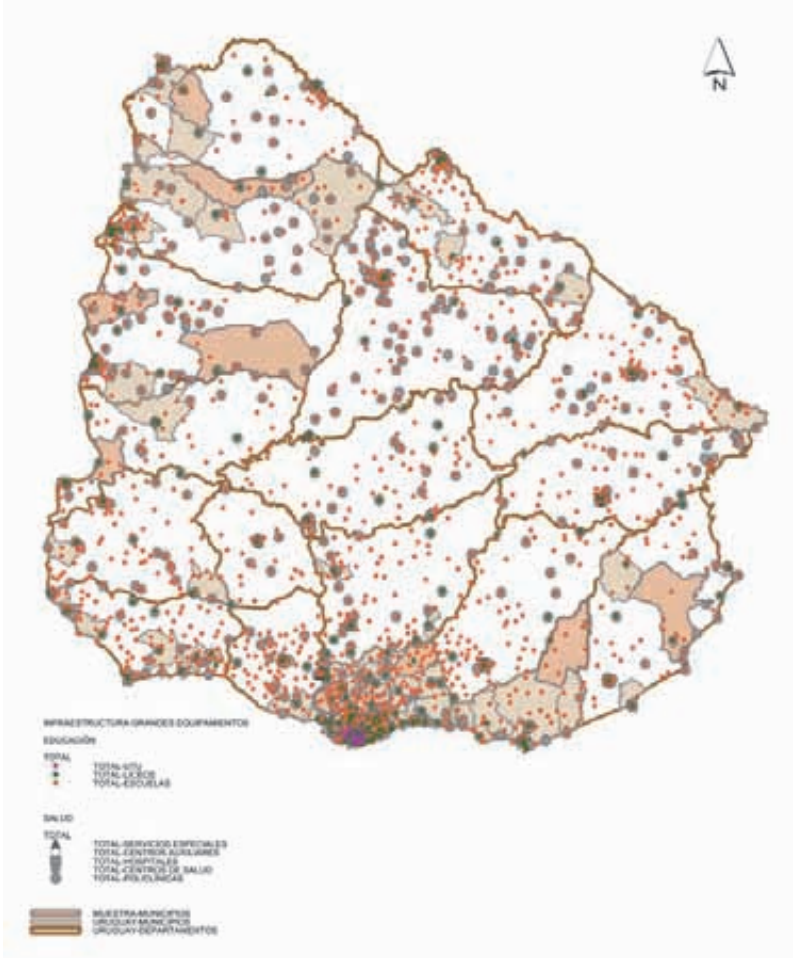 N
INFRAESTRUCTURA GRANDES EQUIPAMIENTOS
EDUCACIÓN
TOTAL
TOTAL-UTU
TOTAL-LICEOS
TOTAL-ESCUELAS
SALUD
TOTAL
TOTAL-SERVICIOS ESPECIALES
TOTAL-CENTROS AUXILIARES
TOTAL-HOSPITALES
TOTAL-CENTROS DE SALUD
TOTAL-POLICLÍNICAS
MUESTRA-MUNICIPIOS
URUGUAY-MUNICIPIOS
URUGUAY-DEPARTAMENTOS